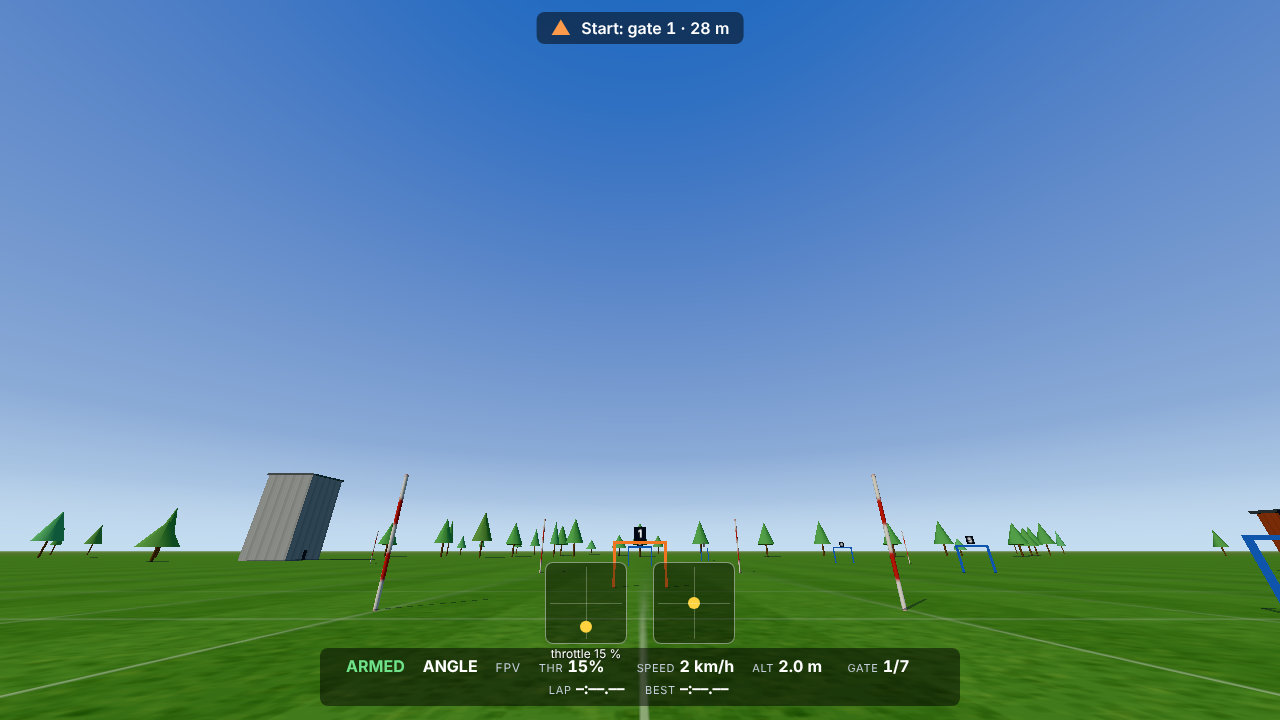 Start: gate 1 · 28 m
1
throttle 15 %
ARMED ANGLE FPV THR 15% SPEED 2 km/h ALT 2.0 m GATE 1/7
LAP –:––.–– BEST –:––.––